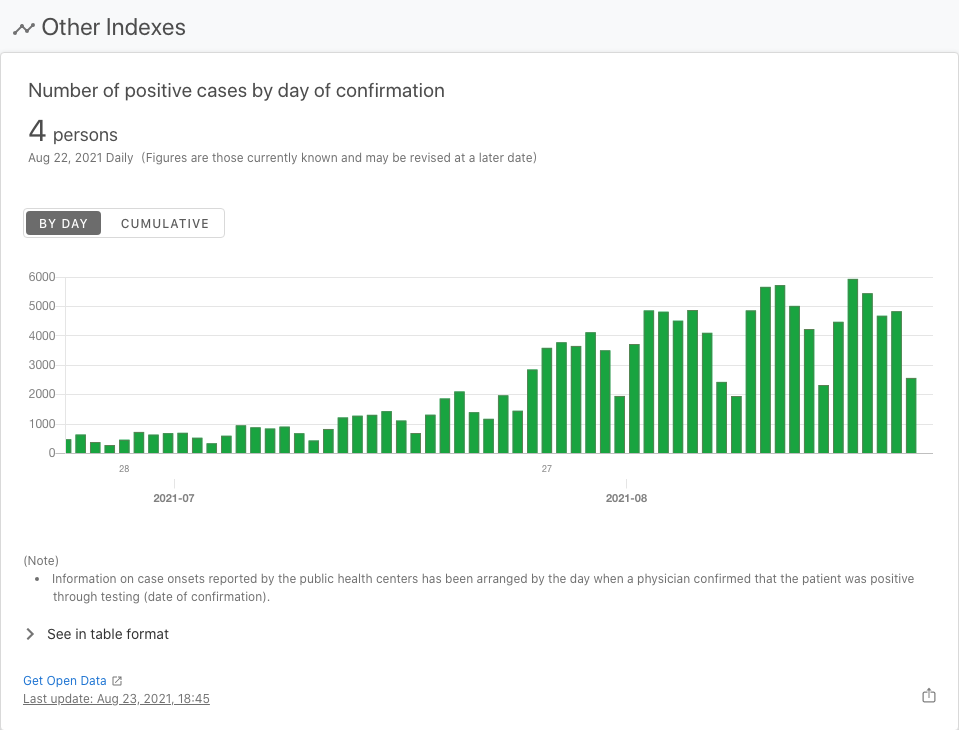 Other Indexes
Number of positive cases by day of confirmation
4 persons
Aug 22, 2021 Daily (Figures are those currently known and may be revised at a later date)
BY DAY CUMULATIVE
6000
5000
4000
3000
2000
1000
0
28 27
2021-07 2021-08
(Note)
• Information on case onsets reported by the public health centers has been arranged by the day when a physician confirmed that the patient was positive
through testing (date of confirmation).
See in table format
Get Open Data
Last update: Aug 23, 2021, 18:45